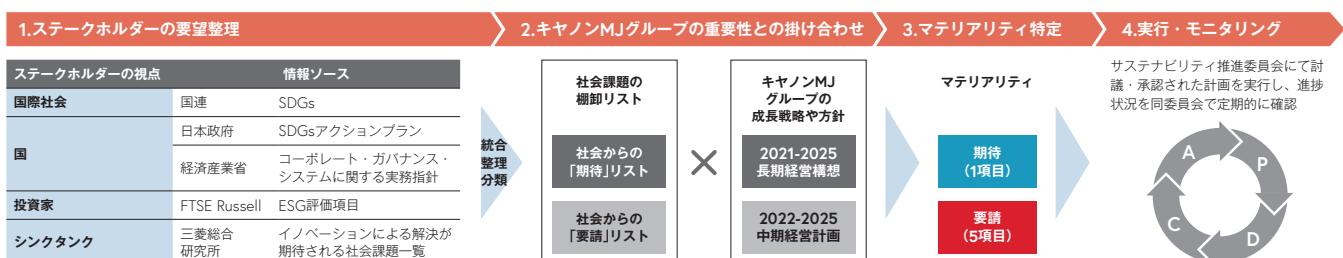 1.ステークホルダーの要望整理
2.キヤノンMJグループの重要性との掛け合わせ
3.マテリアリティ特定
4.実行・モニタリング
ステークホルダーの視点
情報ソース
国際社会
国連
SDGs
国
日本政府
SDGsアクションプラン
経済産業省
コーポレート・ガバナンス・
システムに関する実務指針
投資家
FTSE Russell
ESG評価項目
シンクタンク
三菱総合
研究所
イノベーションによる解決が
期待される社会課題一覧
統合
整理
分類
社会課題の
棚卸リスト
社会からの
「期待」リスト
社会からの
「要請」リスト
×
キヤノンMJ
グループの
成長戦略や方針
2021-2025
長期経営構想
2022-2025
中期経営計画
マテリアリティ
期待
（1項目）
要請
（5項目）
サステナビリティ推進委員会にて討
議・承認された計画を実行し、進捗
状況を同委員会で定期的に確認
A
P
C
D